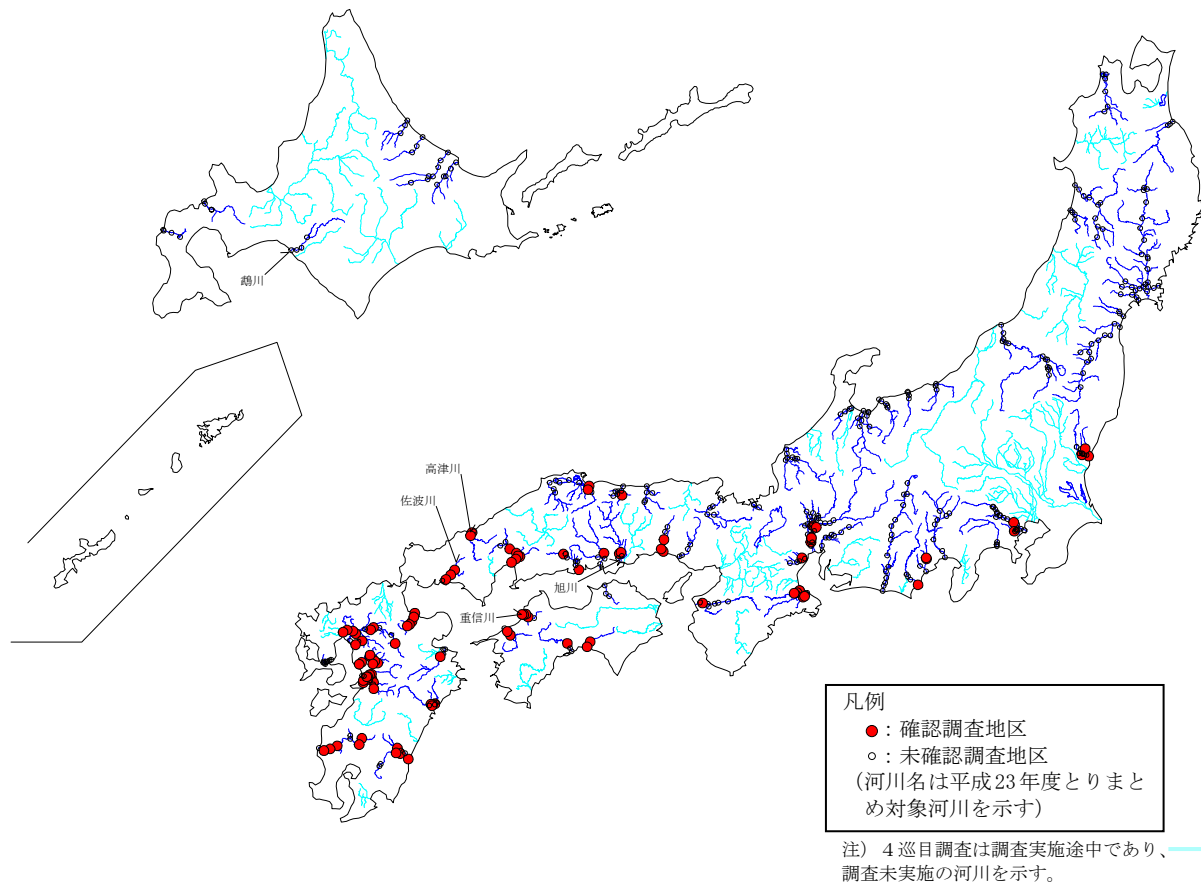 鵡川
高津川
佐波川
旭川
重信川
凡例
●：確認調査地区
○：未確認調査地区
（河川名は平成23年度とりまと
め対象河川を示す）
注）４巡目調査は調査実施途中であり、
調査未実施の河川を示す。